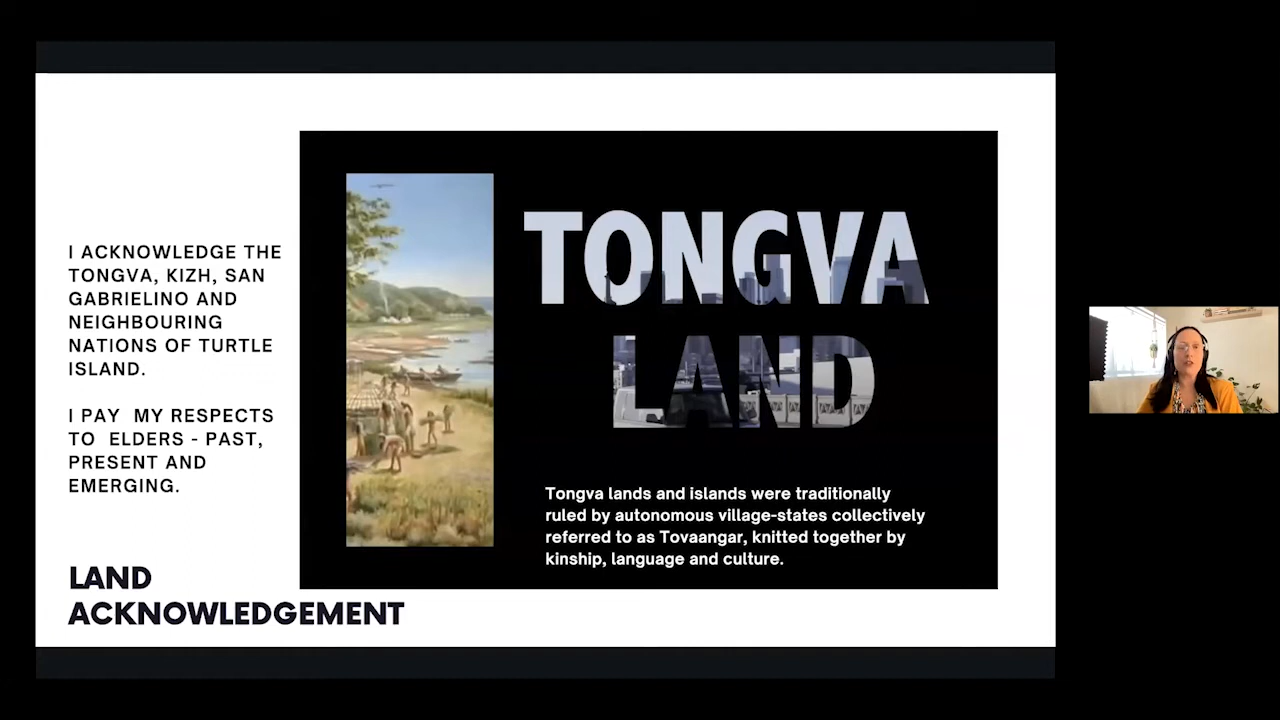 I ACKNOWLEDGE THE
TONGVA, KIZH, SAN
GABRIELINO AND
NEIGHBOURING
NATIONS OF TURTLE
ISLAND.
I PAY MY RESPECTS
TO ELDERS - PAST,
PRESENT AND
EMERGING.
LAND
ACKNOWLEDGEMENT
TONGVA
LAND
Tongva lands and islands were traditionally
ruled by autonomous village-states collectively
referred to as Tovaangar, knitted together by
kinship, language and culture.